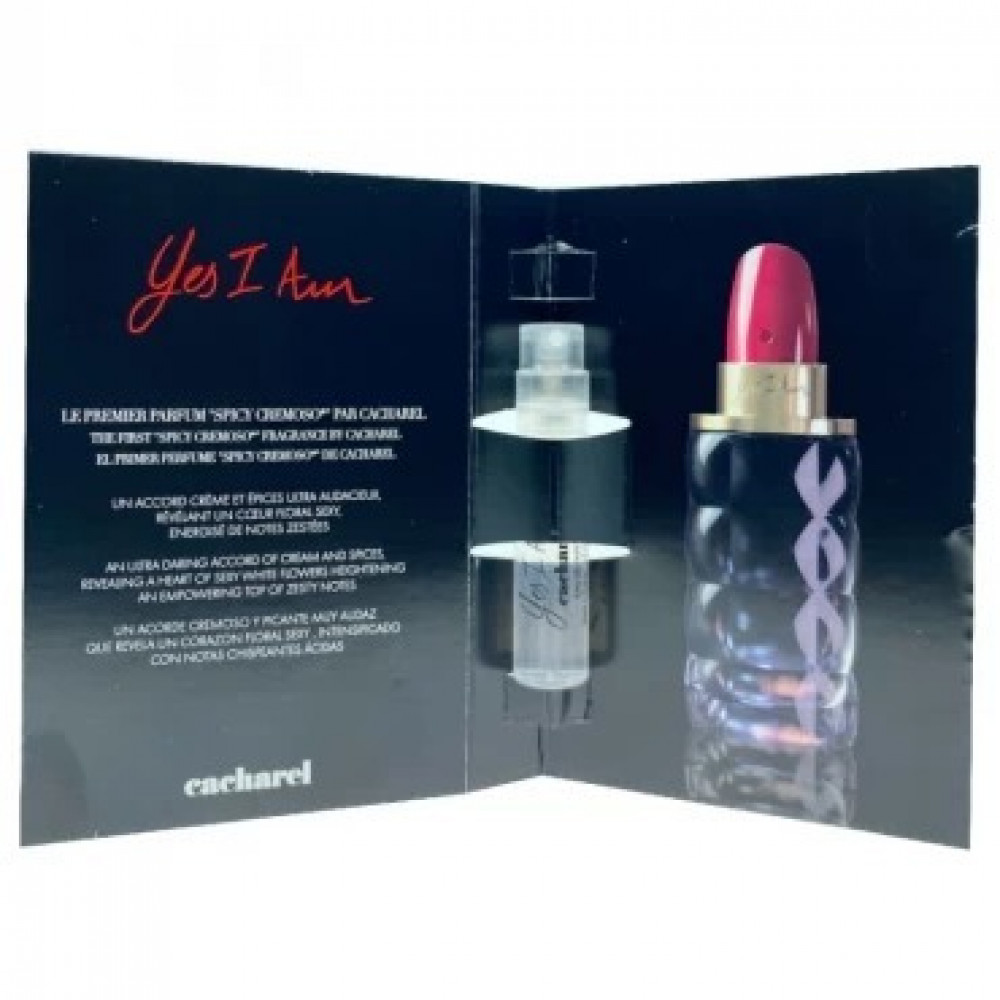 Yes I Am
LE PREMIER PARFUM "SPICY CREMOSO" PAR CACHAREL
THE FIRST "SPICY CREMOSO" FRAGRANCE BY CACHAREL
EL PRIMER PERFUME "SPICY CREMOSO" DE CACHAREL
UN ACCORD CRÈME ET ÉPICES ULTRA AUDACIEUX,
RÉVÉLANT UN CŒUR FLORAL SEXY,
ENERGISÉ DE NOTES ZESTÉES
AN ULTRA DARING ACCORD OF CREAM AND SPICES,
REVEALING A HEART OF SEXY WHITE FLOWERS HEIGHTENING
AN EMPOWERING TOP OF ZESTY NOTES
UN ACORDE CREMOSO Y PICANTE MUY AUDAZ
QUE REVELA UN CORAZON FLORAL SEXY, INTENSIFICADO
CON NOTAS CHISPEANTES ÁCIDAS
cacharel
Yes I
cacharel